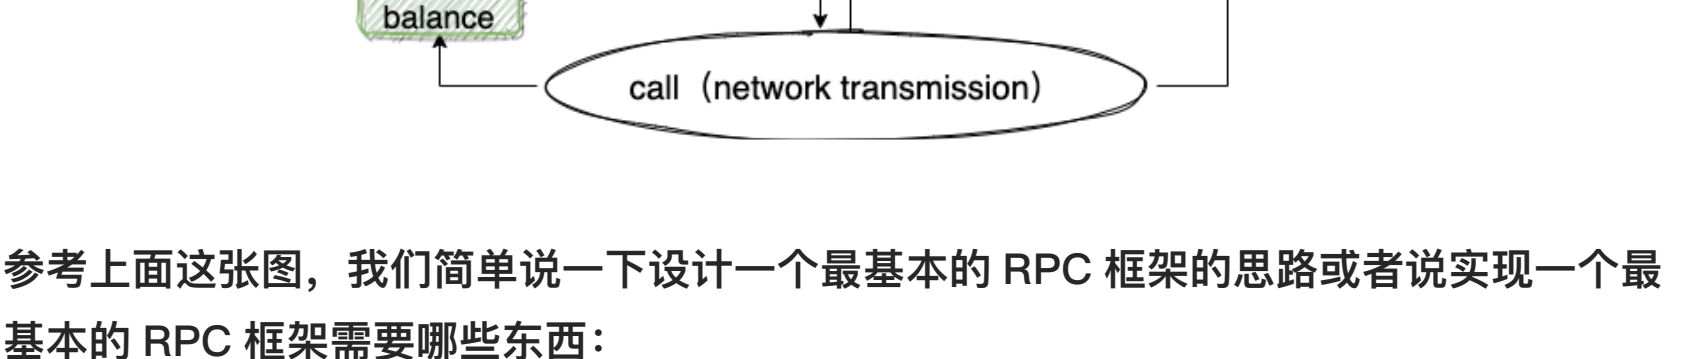 balance
call（network transmission）
参考上面这张图，我们简单说一下设计一个最基本的 RPC 框架的思路或者说实现一个最
基本的 RPC 框架需要哪些东西：